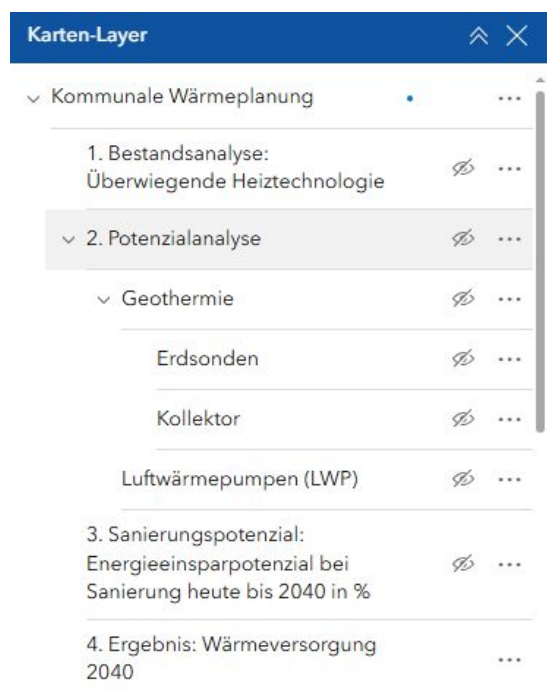 Karten-Layer
Kommunale Wärmeplanung
1. Bestandsanalyse:
Überwiegende Heiztechnologie
2. Potenzialanalyse
Geothermie
Erdsonden
Kollektor
Luftwärmepumpen (LWP)
3. Sanierungspotenzial:
Energieeinsparpotenzial bei
Sanierung heute bis 2040 in %
4. Ergebnis: Wärmeversorgung
2040